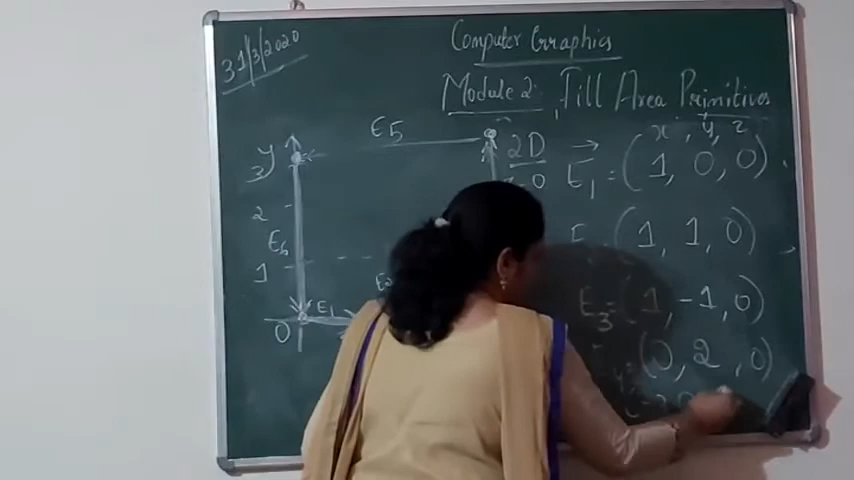 31/3/2020
Computer Graphics
Module 2 Fill Area Primitives
x, y, z
E5 2D E1 = (1, 0, 0)
y
3
2 (1, 1, 0)
E6
1 E3 = (1, -1, 0)
0 E1 (0, 2, 0)